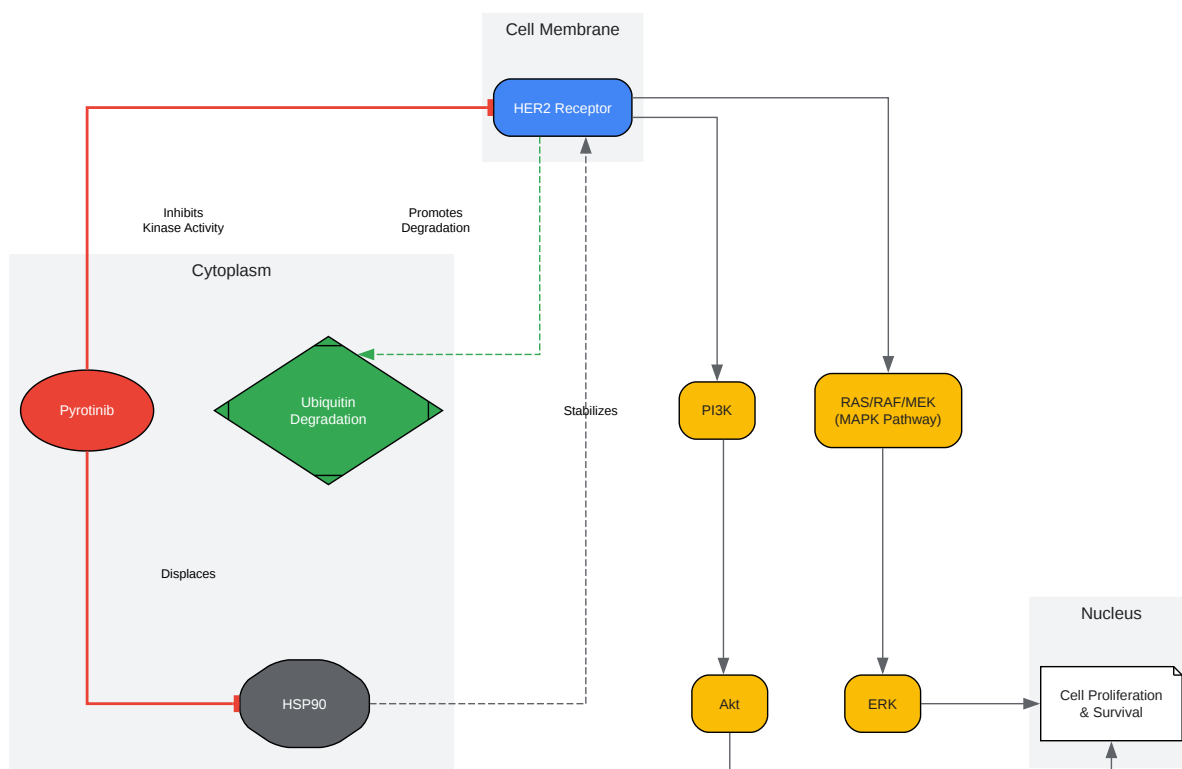 Cell Membrane
HER2 Receptor
Inhibits
Kinase Activity
Promotes
Degradation
Cytoplasm
Pyrotinib
Ubiquitin
Degradation
Stabilizes
PI3K
RAS/RAF/MEK
(MAPK Pathway)
Displaces
Nucleus
HSP90
Akt
ERK
Cell Proliferation
& Survival